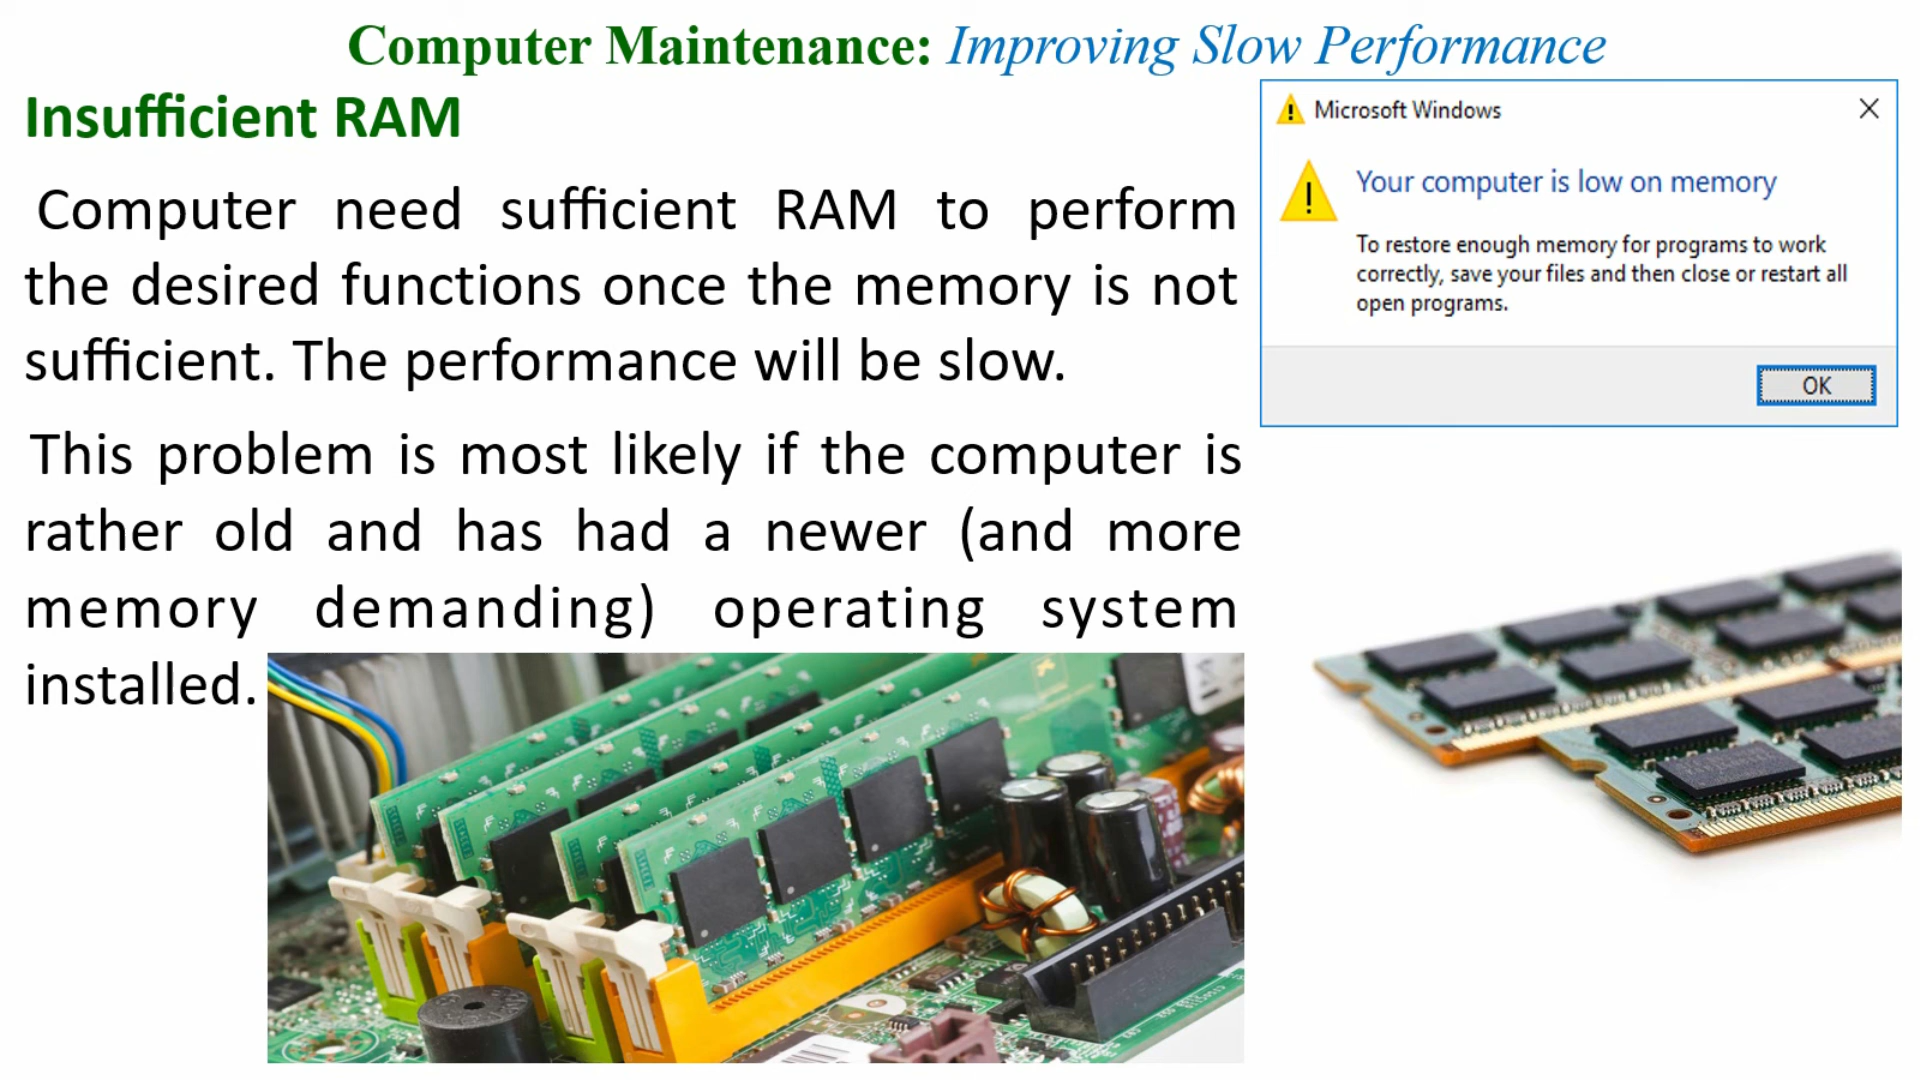 Computer Maintenance: Improving Slow Performance
Insufficient RAM
Computer need sufficient RAM to perform
the desired functions once the memory is not
sufficient. The performance will be slow.
This problem is most likely if the computer is
rather old and has had a newer (and more
memory demanding) operating system
installed.
Microsoft Windows
Your computer is low on memory
To restore enough memory for programs to work
correctly, save your files and then close or restart all
open programs.
OK